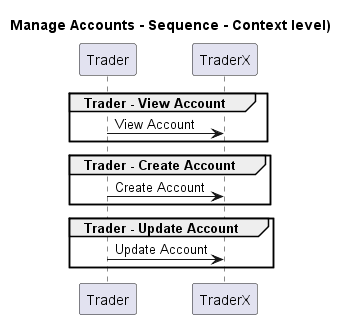 Manage Accounts - Sequence - Context level)
Trader TraderX
Trader - View Account
View Account
Trader - Create Account
Create Account
Trader - Update Account
Update Account
Trader TraderX